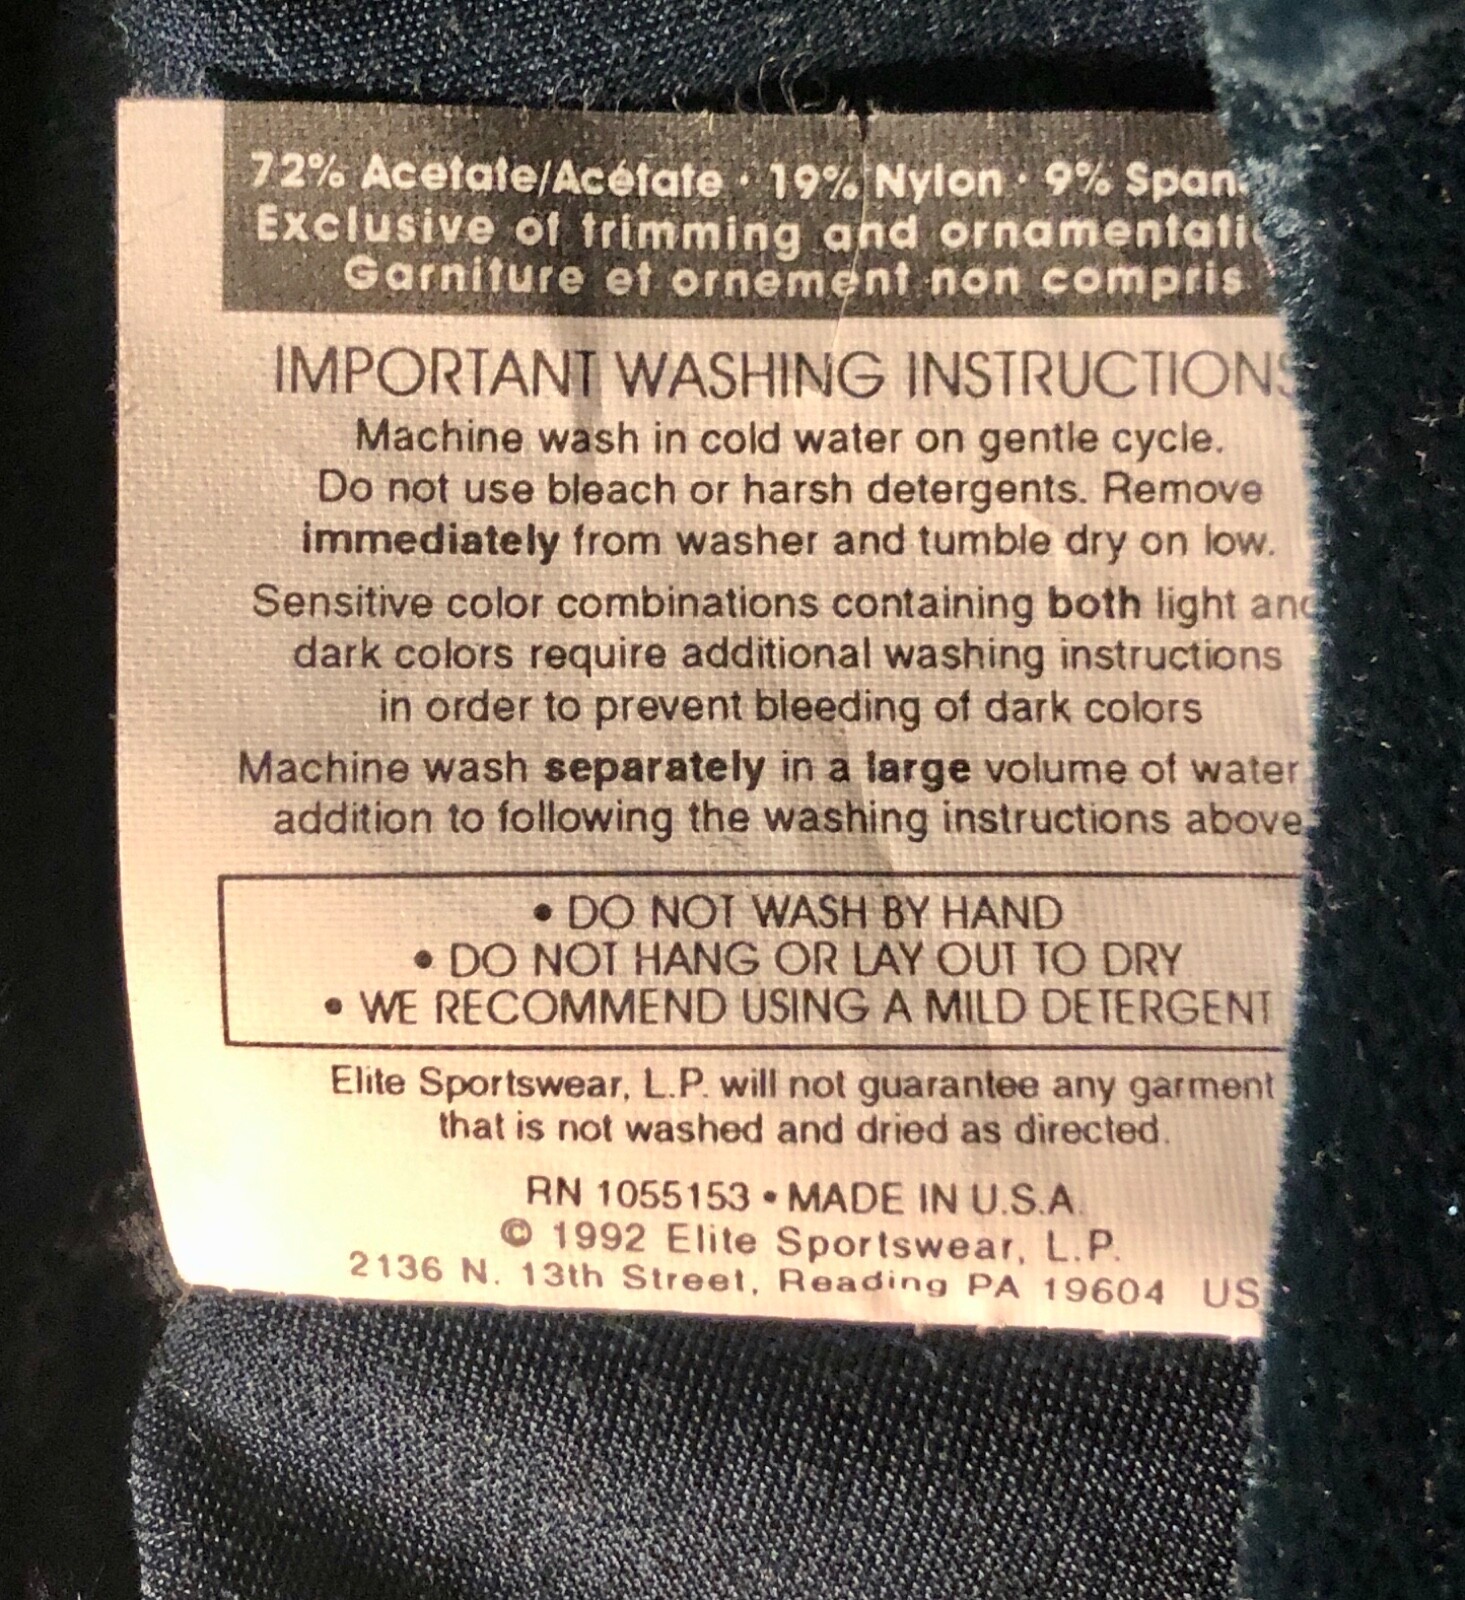 72% Acetate/Acétate · 19% Nylon · 9% Span
Exclusive of trimming and ornamentati
Garniture et ornement non compris
IMPORTANT WASHING INSTRUCTIONS
Machine wash in cold water on gentle cycle.
Do not use bleach or harsh detergents. Remove
immediately from washer and tumble dry on low.
Sensitive color combinations containing both light and
dark colors require additional washing instructions
in order to prevent bleeding of dark colors
Machine wash separately in a large volume of water
addition to following the washing instructions above
• DO NOT WASH BY HAND
• DO NOT HANG OR LAY OUT TO DRY
• WE RECOMMEND USING A MILD DETERGENT
Elite Sportswear, L.P. will not guarantee any garment
that is not washed and dried as directed.
RN 1055153 • MADE IN U.S.A.
© 1992 Elite Sportswear, L.P.
2136 N. 13th Street, Reading PA 19604 US